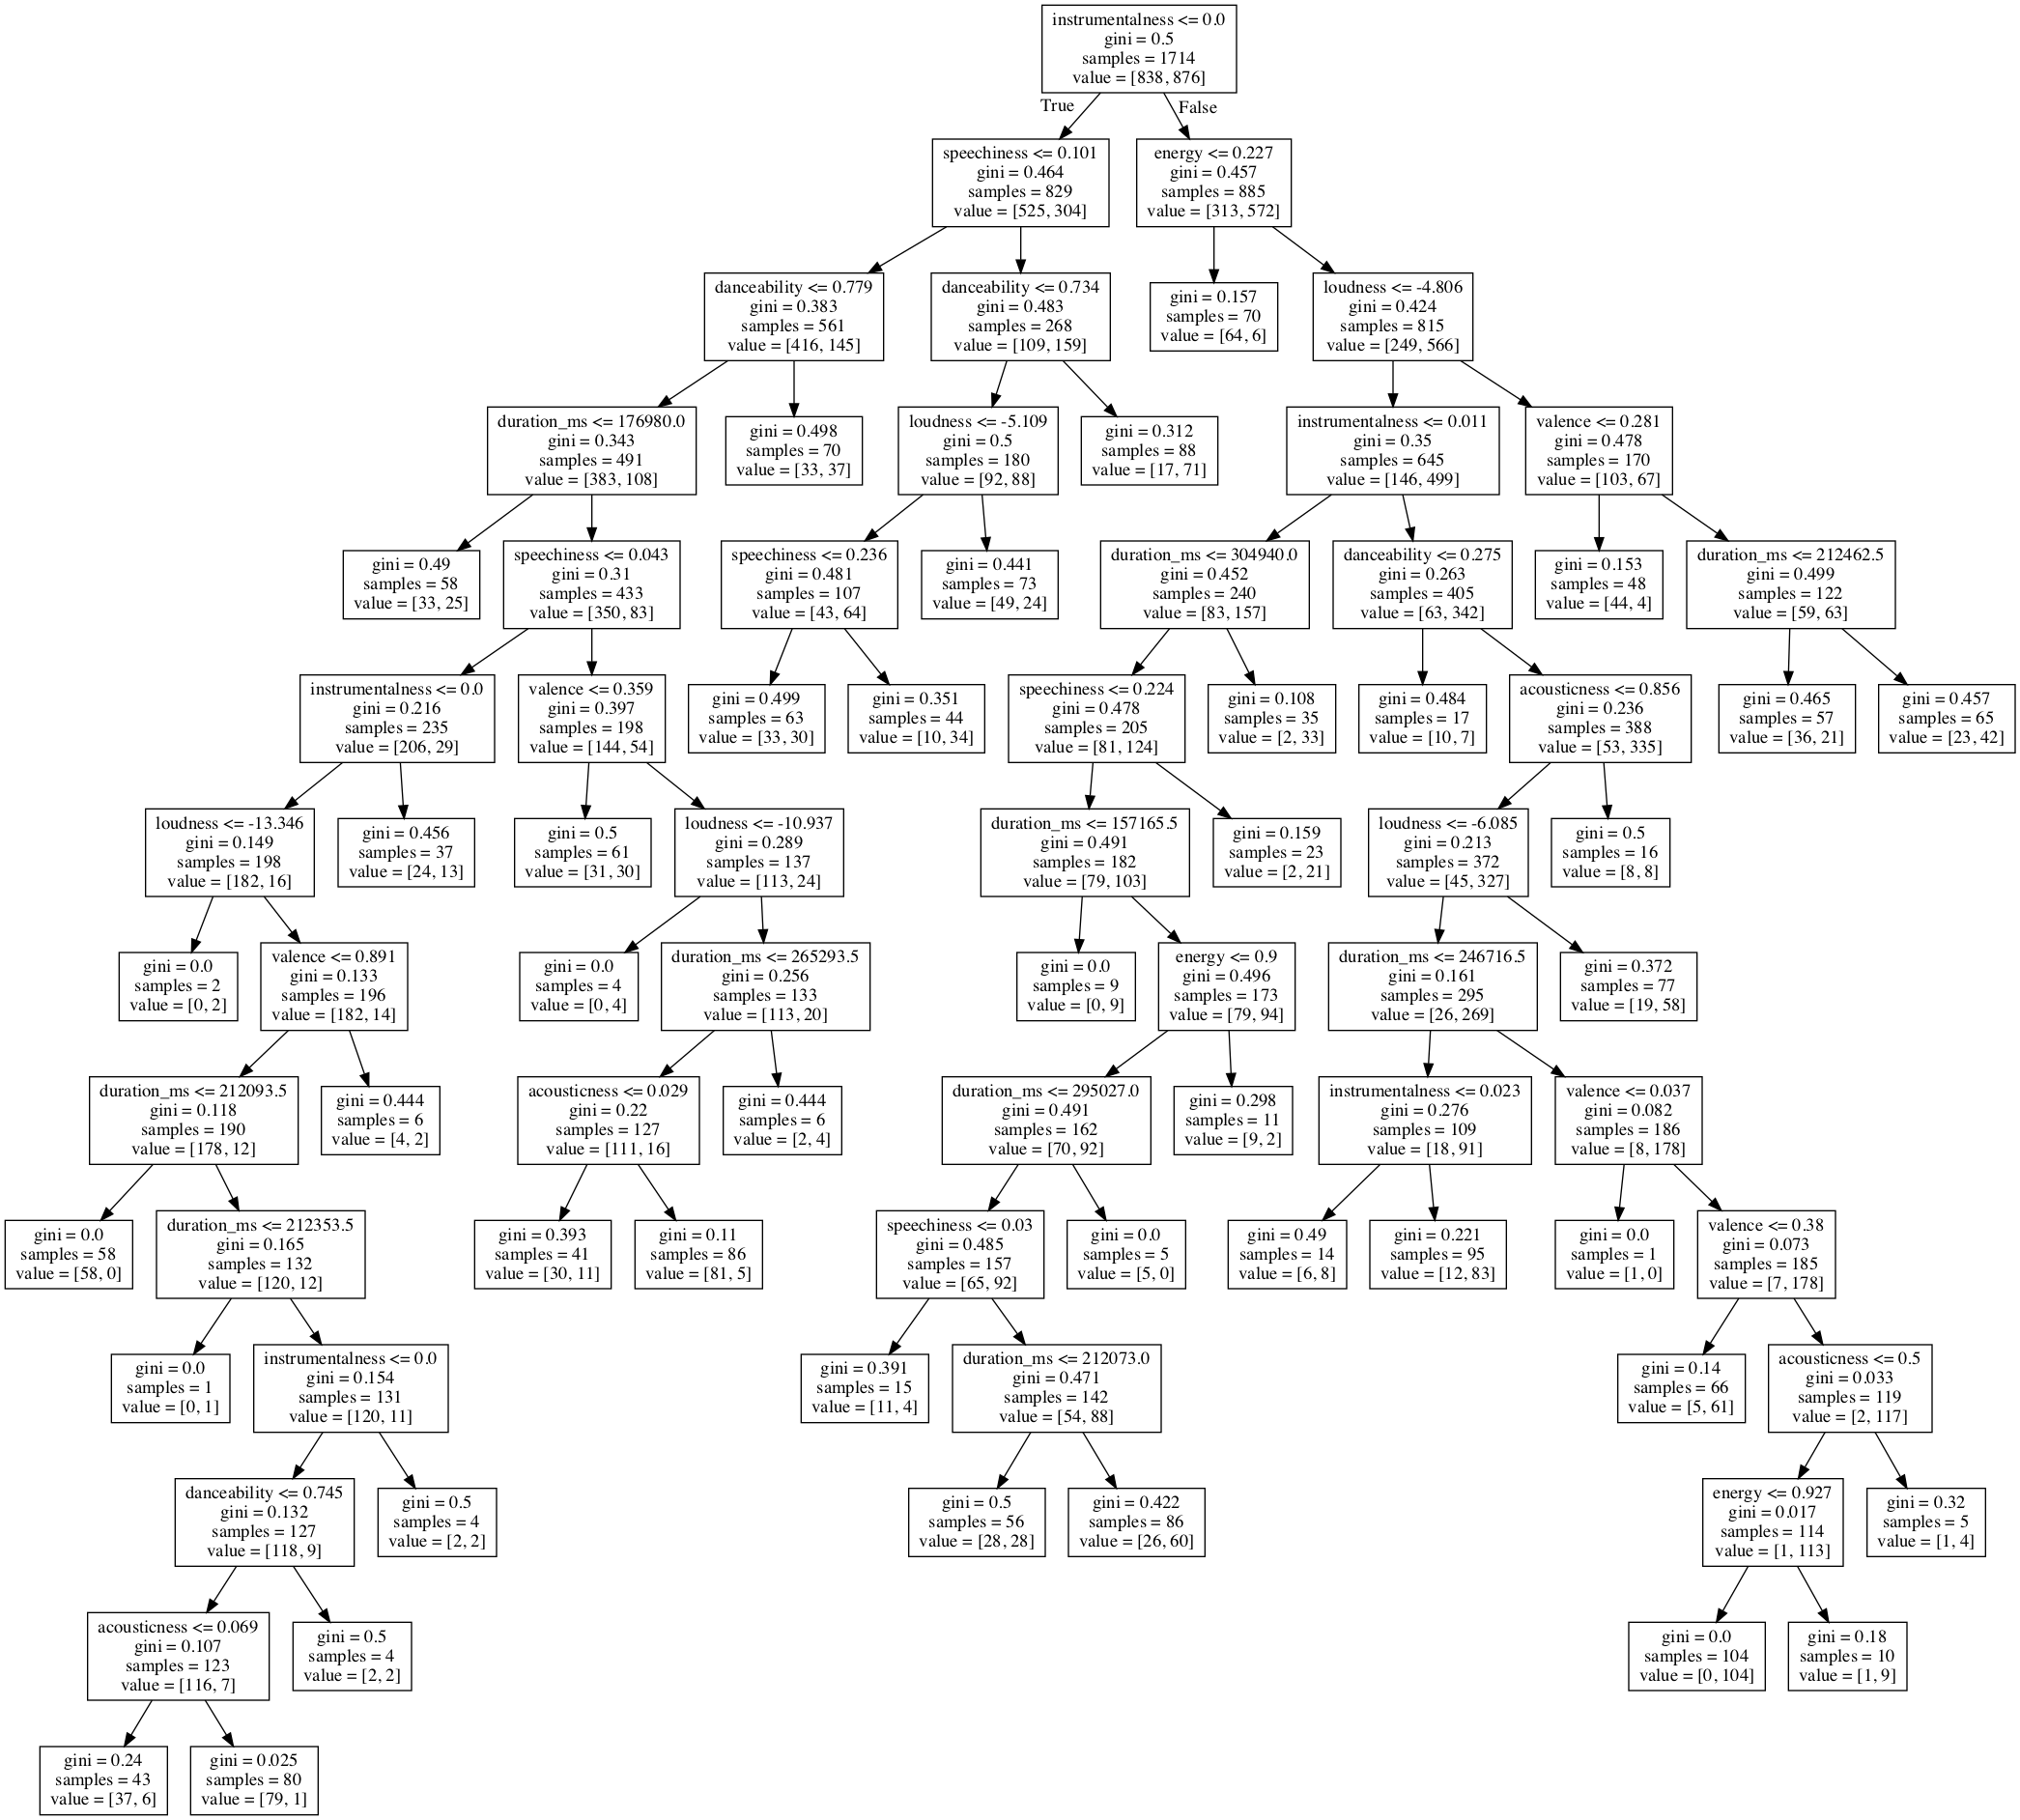 instrumentalness <= 0.0
gini = 0.5
samples = 1714
value = [838, 876]
True
False
speechiness <= 0.101
gini = 0.464
samples = 829
value = [525, 304]
energy <= 0.227
gini = 0.457
samples = 885
value = [313, 572]
danceability <= 0.779
gini = 0.383
samples = 561
value = [416, 145]
danceability <= 0.734
gini = 0.483
samples = 268
value = [109, 159]
gini = 0.157
samples = 70
value = [64, 6]
loudness <= -4.806
gini = 0.424
samples = 815
value = [249, 566]
duration_ms <= 176980.0
gini = 0.343
samples = 491
value = [383, 108]
gini = 0.498
samples = 70
value = [33, 37]
loudness <= -5.109
gini = 0.5
samples = 180
value = [92, 88]
gini = 0.312
samples = 88
value = [17, 71]
instrumentalness <= 0.011
gini = 0.35
samples = 645
value = [146, 499]
valence <= 0.281
gini = 0.478
samples = 170
value = [103, 67]
gini = 0.49
samples = 58
value = [33, 25]
speechiness <= 0.043
gini = 0.31
samples = 433
value = [350, 83]
speechiness <= 0.236
gini = 0.481
samples = 107
value = [43, 64]
gini = 0.441
samples = 73
value = [49, 24]
duration_ms <= 304940.0
gini = 0.452
samples = 240
value = [83, 157]
danceability <= 0.275
gini = 0.263
samples = 405
value = [63, 342]
gini = 0.153
samples = 48
value = [44, 4]
duration_ms <= 212462.5
gini = 0.499
samples = 122
value = [59, 63]
instrumentalness <= 0.0
gini = 0.216
samples = 235
value = [206, 29]
valence <= 0.359
gini = 0.397
samples = 198
value = [144, 54]
gini = 0.499
samples = 63
value = [33, 30]
gini = 0.351
samples = 44
value = [10, 34]
speechiness <= 0.224
gini = 0.478
samples = 205
value = [81, 124]
gini = 0.108
samples = 35
value = [2, 33]
gini = 0.484
samples = 17
value = [10, 7]
acousticness <= 0.856
gini = 0.236
samples = 388
value = [53, 335]
gini = 0.465
samples = 57
value = [36, 21]
gini = 0.457
samples = 65
value = [23, 42]
loudness <= -13.346
gini = 0.149
samples = 198
value = [182, 16]
gini = 0.456
samples = 37
value = [24, 13]
gini = 0.5
samples = 61
value = [31, 30]
loudness <= -10.937
gini = 0.289
samples = 137
value = [113, 24]
duration_ms <= 157165.5
gini = 0.491
samples = 182
value = [79, 103]
gini = 0.159
samples = 23
value = [2, 21]
loudness <= -6.085
gini = 0.213
samples = 372
value = [45, 327]
gini = 0.5
samples = 16
value = [8, 8]
gini = 0.0
samples = 2
value = [0, 2]
valence <= 0.891
gini = 0.133
samples = 196
value = [182, 14]
gini = 0.0
samples = 4
value = [0, 4]
duration_ms <= 265293.5
gini = 0.256
samples = 133
value = [113, 20]
gini = 0.0
samples = 9
value = [0, 9]
energy <= 0.9
gini = 0.496
samples = 173
value = [79, 94]
duration_ms <= 246716.5
gini = 0.161
samples = 295
value = [26, 269]
gini = 0.372
samples = 77
value = [19, 58]
duration_ms <= 212093.5
gini = 0.118
samples = 190
value = [178, 12]
gini = 0.444
samples = 6
value = [4, 2]
acousticness <= 0.029
gini = 0.22
samples = 127
value = [111, 16]
gini = 0.444
samples = 6
value = [2, 4]
duration_ms <= 295027.0
gini = 0.491
samples = 162
value = [70, 92]
gini = 0.298
samples = 11
value = [9, 2]
instrumentalness <= 0.023
gini = 0.276
samples = 109
value = [18, 91]
valence <= 0.037
gini = 0.082
samples = 186
value = [8, 178]
gini = 0.0
samples = 58
value = [58, 0]
duration_ms <= 212353.5
gini = 0.165
samples = 132
value = [120, 12]
gini = 0.393
samples = 41
value = [30, 11]
gini = 0.11
samples = 86
value = [81, 5]
speechiness <= 0.03
gini = 0.485
samples = 157
value = [65, 92]
gini = 0.0
samples = 5
value = [5, 0]
gini = 0.49
samples = 14
value = [6, 8]
gini = 0.221
samples = 95
value = [12, 83]
gini = 0.0
samples = 1
value = [1, 0]
valence <= 0.38
gini = 0.073
samples = 185
value = [7, 178]
gini = 0.0
samples = 1
value = [0, 1]
instrumentalness <= 0.0
gini = 0.154
samples = 131
value = [120, 11]
gini = 0.391
samples = 15
value = [11, 4]
duration_ms <= 212073.0
gini = 0.471
samples = 142
value = [54, 88]
gini = 0.14
samples = 66
value = [5, 61]
acousticness <= 0.5
gini = 0.033
samples = 119
value = [2, 117]
danceability <= 0.745
gini = 0.132
samples = 127
value = [118, 9]
gini = 0.5
samples = 4
value = [2, 2]
gini = 0.5
samples = 56
value = [28, 28]
gini = 0.422
samples = 86
value = [26, 60]
energy <= 0.927
gini = 0.017
samples = 114
value = [1, 113]
gini = 0.32
samples = 5
value = [1, 4]
acousticness <= 0.069
gini = 0.107
samples = 123
value = [116, 7]
gini = 0.5
samples = 4
value = [2, 2]
gini = 0.0
samples = 104
value = [0, 104]
gini = 0.18
samples = 10
value = [1, 9]
gini = 0.24
samples = 43
value = [37, 6]
gini = 0.025
samples = 80
value = [79, 1]